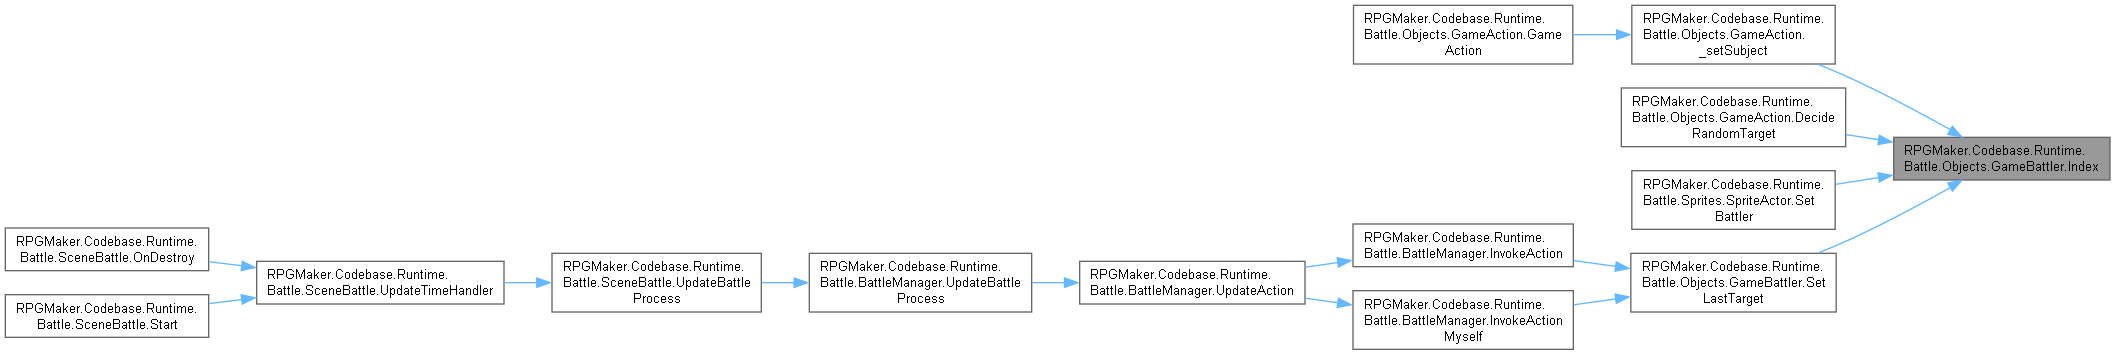 RPGMaker.Codebase.Runtime.
Battle.Objects.GameAction.Game
Action
RPGMaker.Codebase.Runtime.
Battle.Objects.GameAction.
_setSubject
RPGMaker.Codebase.Runtime.
Battle.Objects.GameAction.Decide
RandomTarget
RPGMaker.Codebase.Runtime.
Battle.Objects.GameBattler.Index
RPGMaker.Codebase.Runtime.
Battle.Sprites.SpriteActor.Set
Battler
RPGMaker.Codebase.Runtime.
Battle.SceneBattle.OnDestroy
RPGMaker.Codebase.Runtime.
Battle.SceneBattle.Start
RPGMaker.Codebase.Runtime.
Battle.SceneBattle.UpdateTimeHandler
RPGMaker.Codebase.Runtime.
Battle.SceneBattle.UpdateBattle
Process
RPGMaker.Codebase.Runtime.
Battle.BattleManager.UpdateBattle
Process
RPGMaker.Codebase.Runtime.
Battle.BattleManager.UpdateAction
RPGMaker.Codebase.Runtime.
Battle.BattleManager.InvokeAction
RPGMaker.Codebase.Runtime.
Battle.BattleManager.InvokeAction
Myself
RPGMaker.Codebase.Runtime.
Battle.Objects.GameBattler.Set
LastTarget